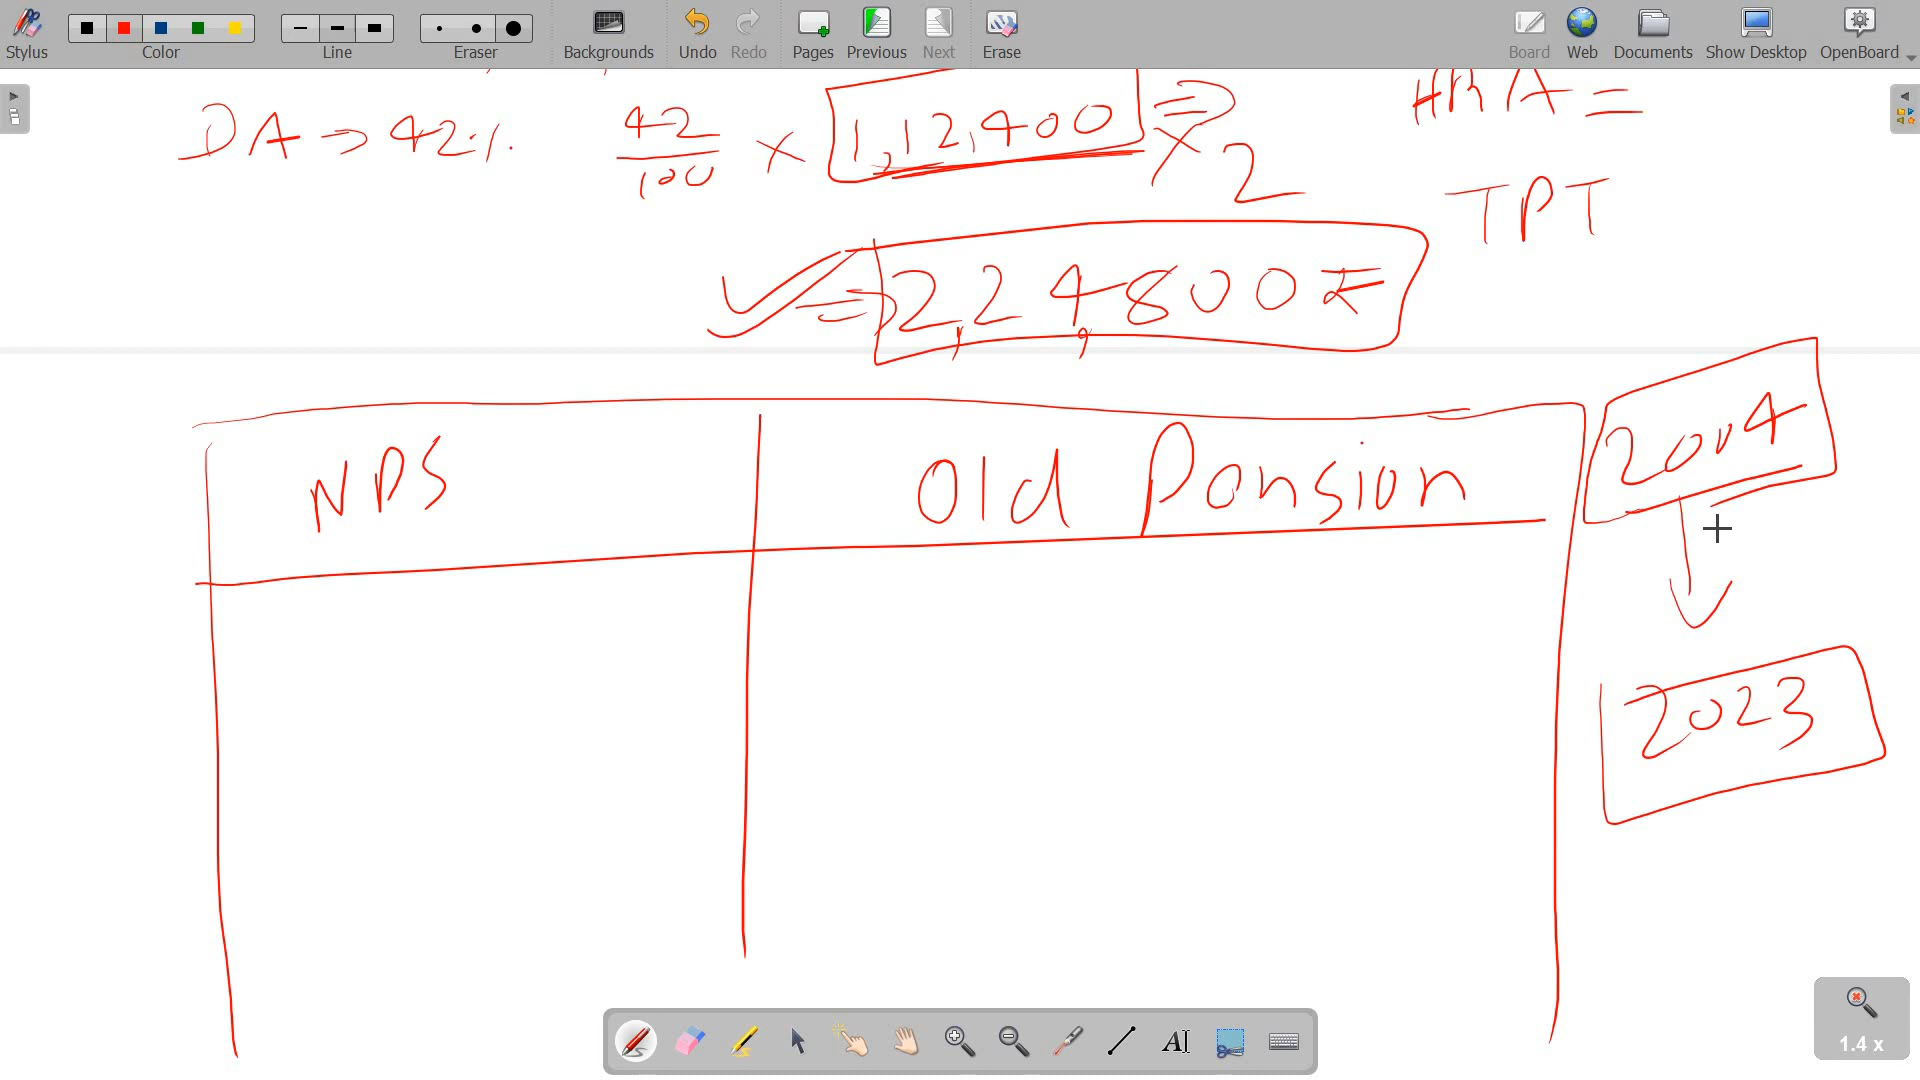 Stylus Color Line Eraser Backgrounds Undo Redo Pages Previous Next Erase Board Web Documents Show Desktop OpenBoard
HRA =
DA → 42%. 42/100 × 1,12,400 ⇒
× 2
TPT
⇒ 2,24,800 ₹
2004
NPS Old Pension
2023
1.4 x